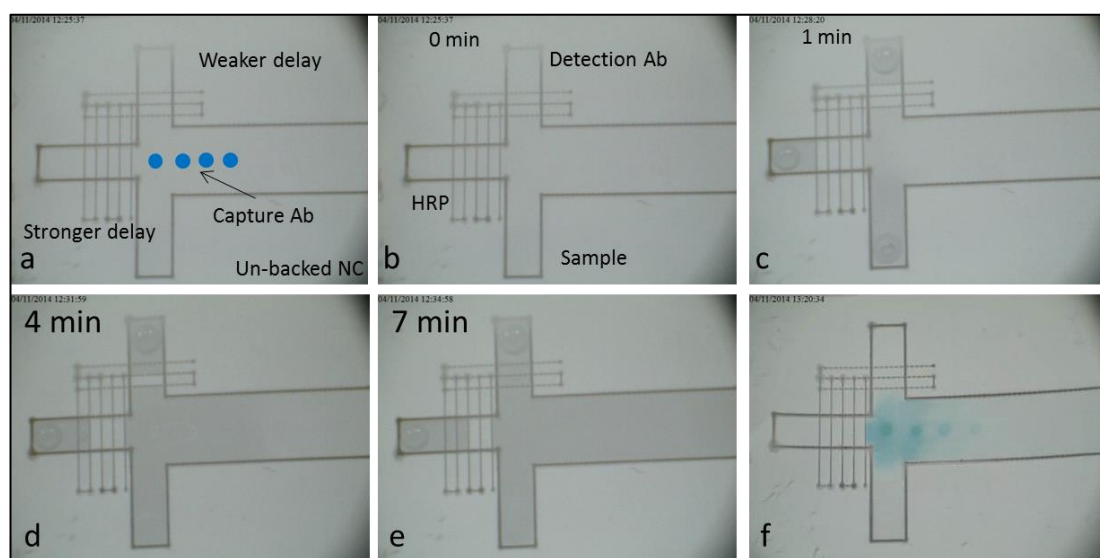 04/11/2014 12:25:37
Weaker delay
Capture Ab
Stronger delay
a
Un-backed NC
04/11/2014 12:25:37
0 min
Detection Ab
HRP
Sample
b
04/11/2014 12:28:20
1 min
c
04/11/2014 12:31:59
4 min
d
04/11/2014 12:34:58
7 min
e
04/11/2014 13:20:34
f